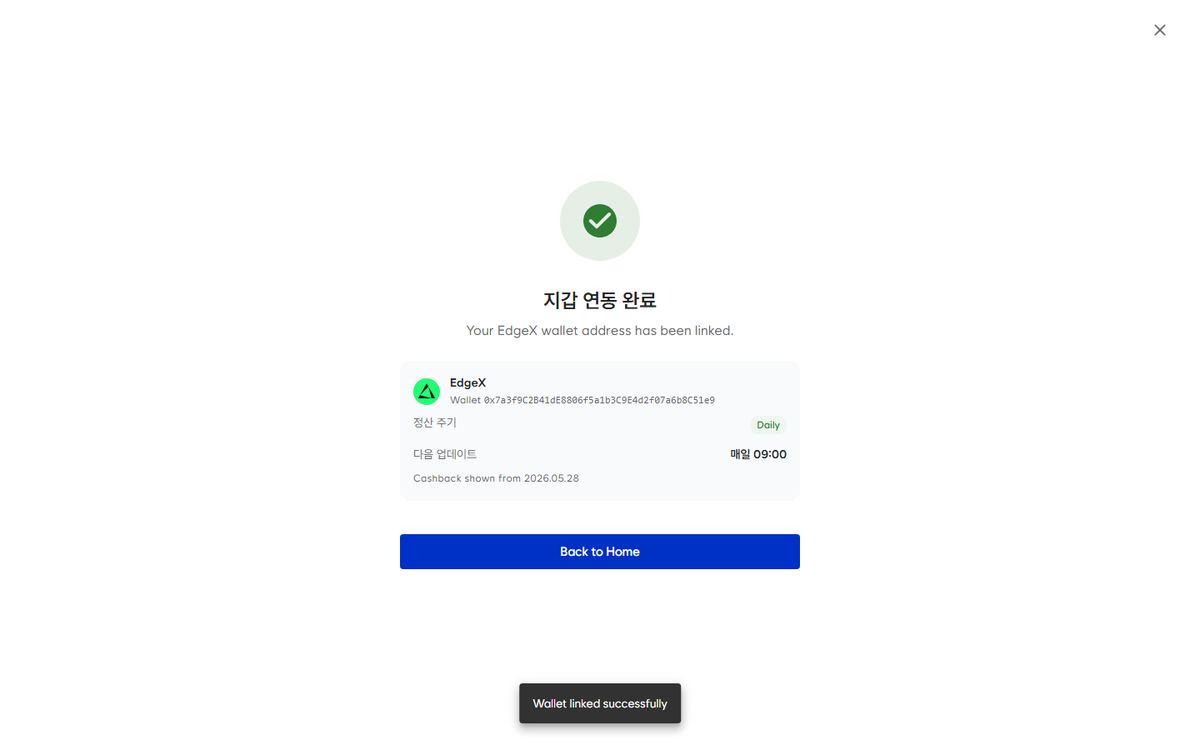 지갑 연동 완료
Your EdgeX wallet address has been linked.
EdgeX
Wallet 0x7a3f9C2B41dE8806f5a1b3C9E4d2f07a6b8C51e9
정산 주기
Daily
다음 업데이트
매일 09:00
Cashback shown from 2026.05.28
Back to Home
Wallet linked successfully